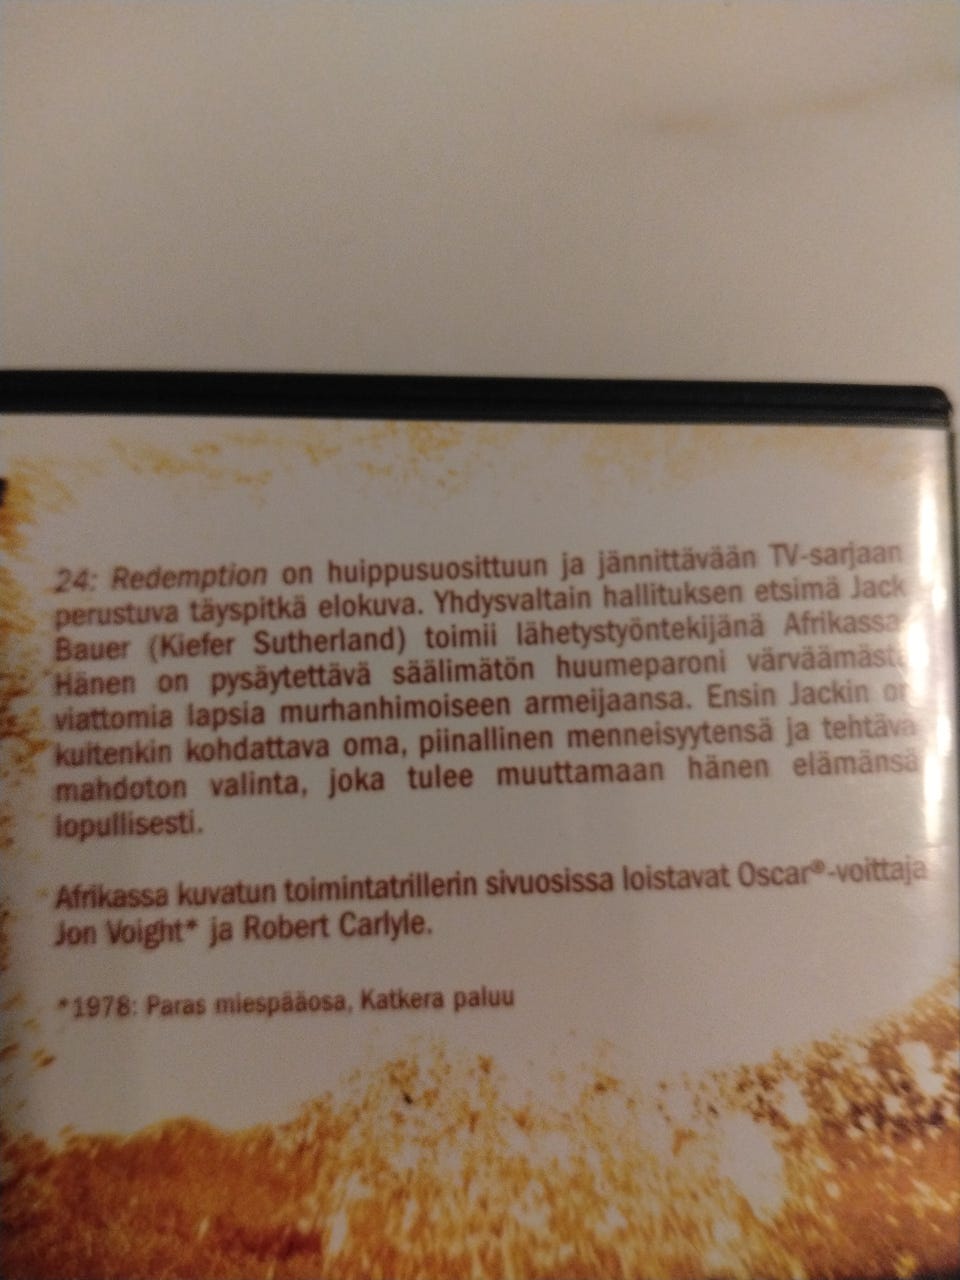 24: Redemption on huippusuosittuun ja jännittävään TV-sarjaan
perustuva täyspitkä elokuva. Yhdysvaltain hallituksen etsimä Jack
Bauer (Kiefer Sutherland) toimii lähetystyöntekijänä Afrikassa.
Hänen on pysäytettävä säälimätön huumeparoni värväämästä
viattomia lapsia murhanhimoiseen armeijaansa. Ensin Jackin on
kuitenkin kohdattava oma, piinallinen menneisyytensä ja tehtävä
mahdoton valinta, joka tulee muuttamaan hänen elämänsä
lopullisesti.
Afrikassa kuvatun toimintatrillerin sivuosissa loistavat Oscar®-voittaja
Jon Voight* ja Robert Carlyle.
*1978: Paras miespääosa, Katkera paluu